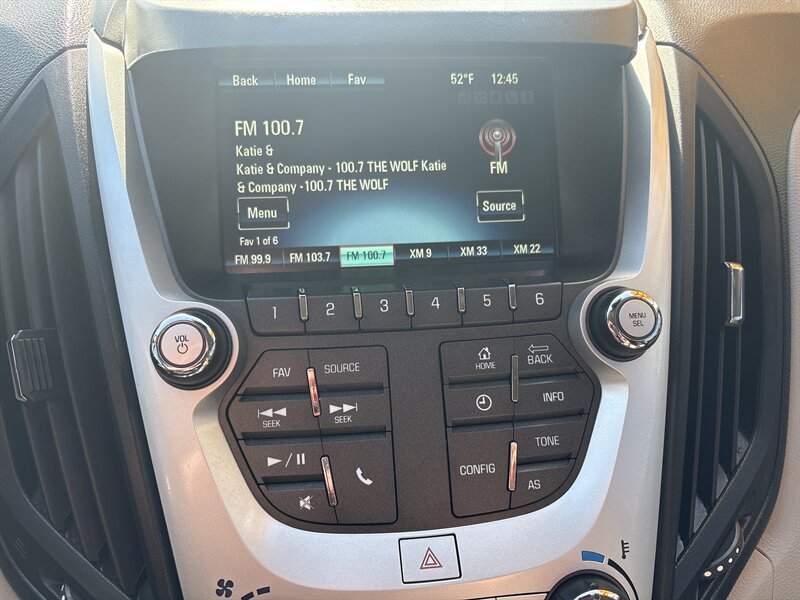 Back Home Fav 52°F 12:45
FM 100.7
Katie &
Katie & Company - 100.7 THE WOLF Katie
& Company -100.7 THE WOLF
FM
Menu Source
Fav 1 of 6
FM 99.9 FM 103.7 FM 100.7 XM 9 XM 33 XM 22
1 2 3 4 5 6
VOL
MENU
SEL
FAV SOURCE
HOME BACK
SEEK SEEK
INFO
CONFIG TONE
AS